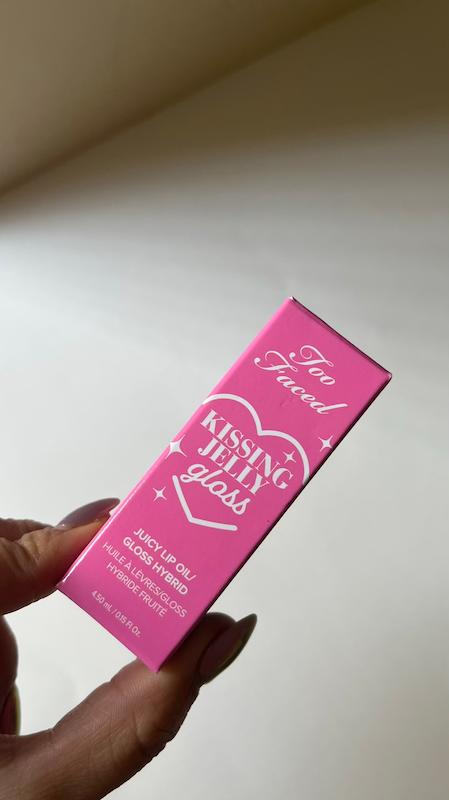 Too
Faced
KISSING
JELLY
gloss
JUICY LIP OIL/
GLOSS HYBRID
HUILE À LÈVRES/GLOSS
HYBRIDE FRUITÉ
4.50 mL / 0.15 Fl. Oz.